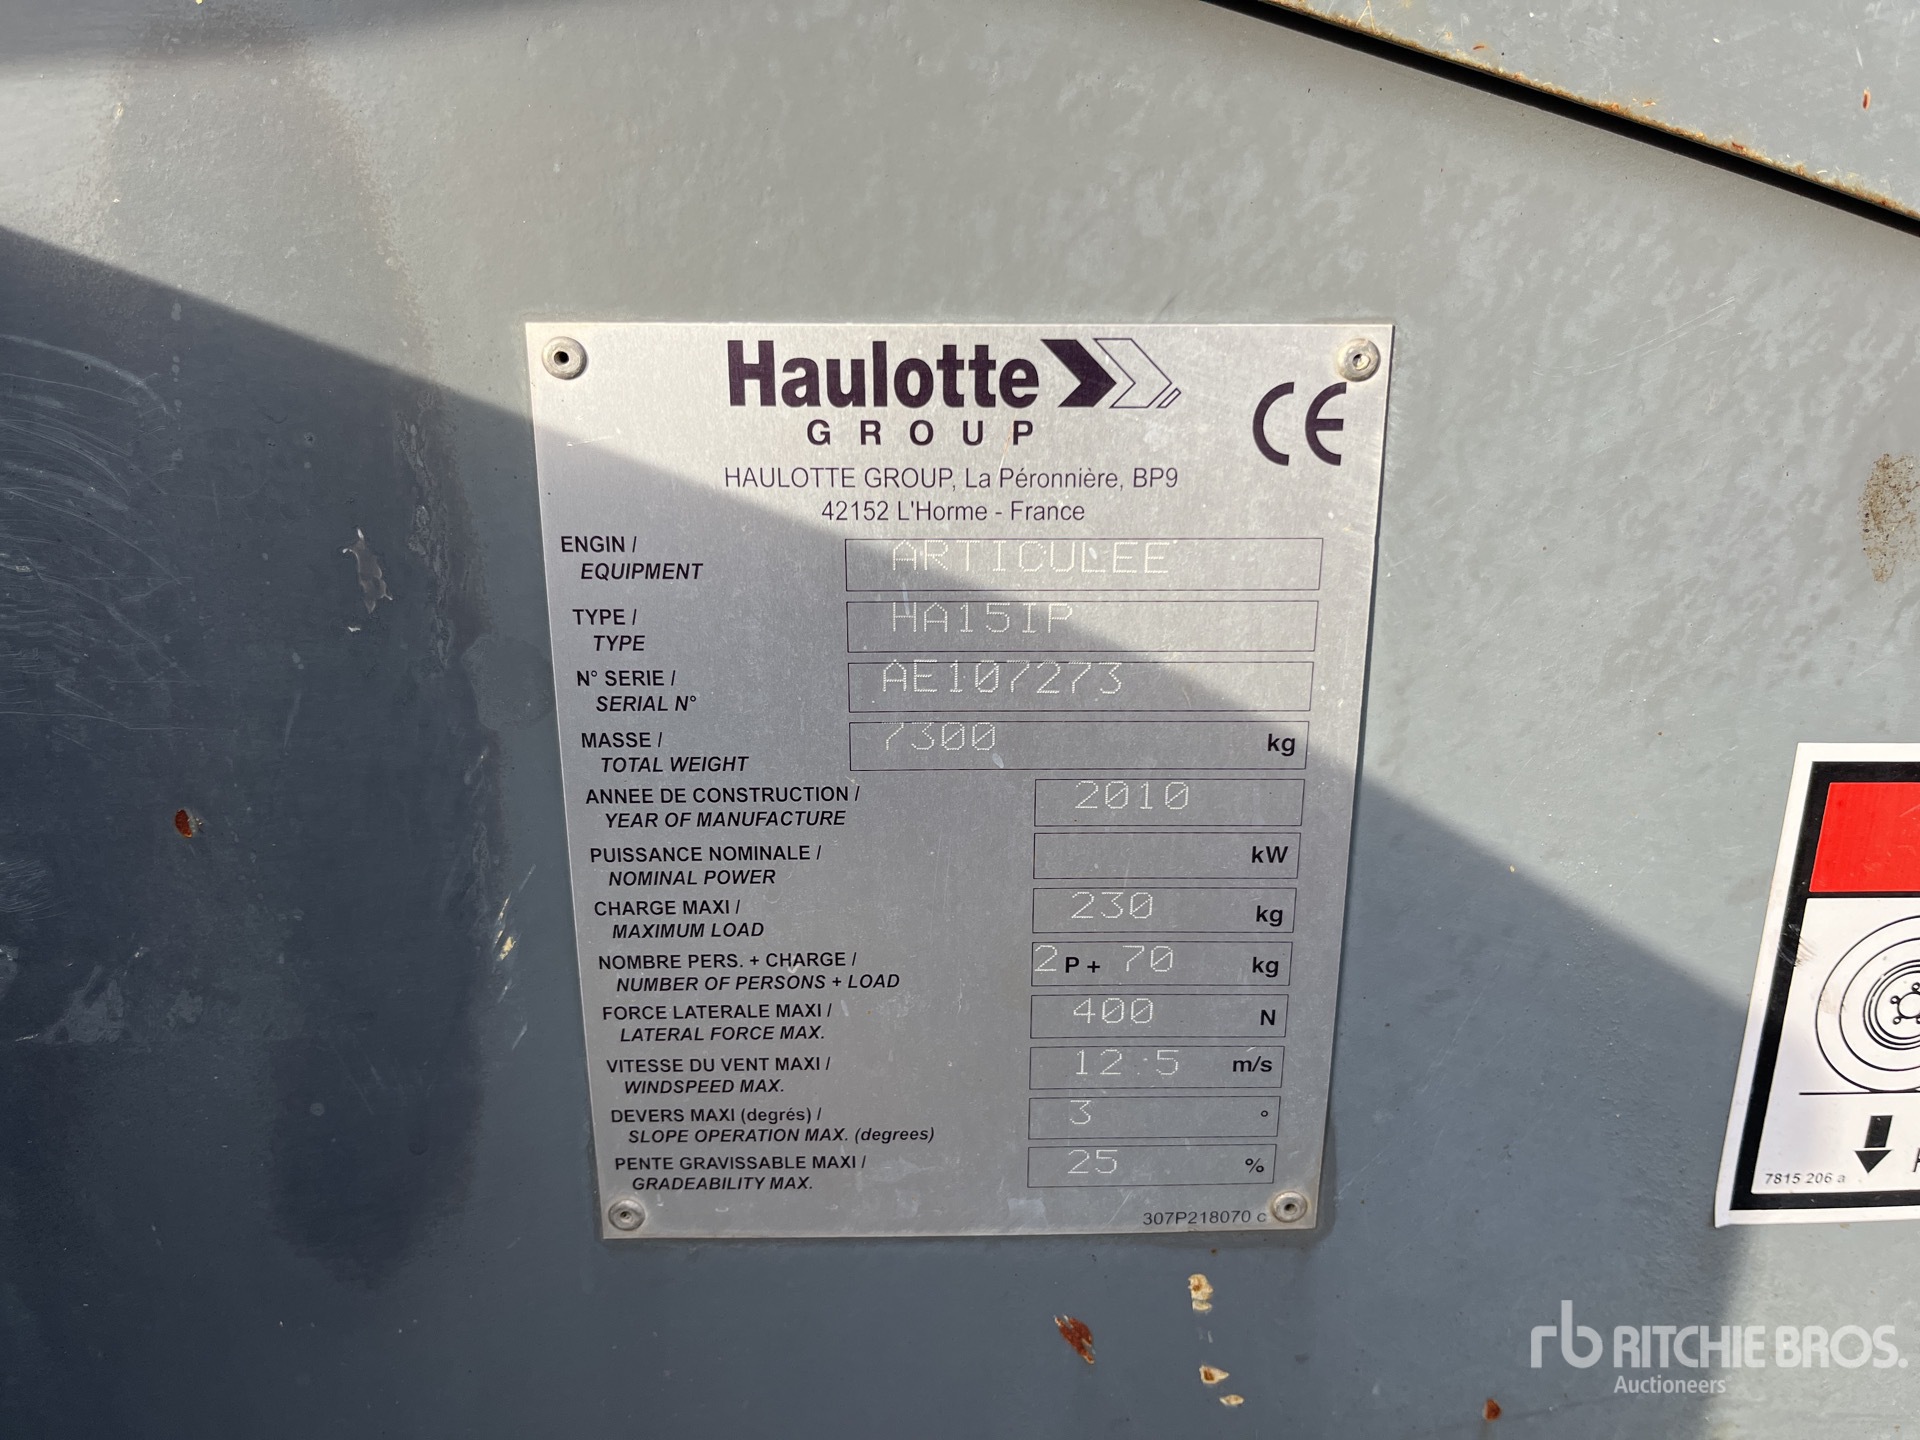 Haulotte
GROUP
CE
HAULOTTE GROUP, La Péronnière, BP9
42152 L'Horme - France
ENGIN /
EQUIPMENT
ARTICULEE
TYPE /
TYPE
HA15IP
N° SERIE /
SERIAL N°
AE107273
MASSE /
TOTAL WEIGHT
7300 kg
ANNEE DE CONSTRUCTION /
YEAR OF MANUFACTURE
2010
PUISSANCE NOMINALE /
NOMINAL POWER
kW
CHARGE MAXI /
MAXIMUM LOAD
230 kg
NOMBRE PERS. + CHARGE /
NUMBER OF PERSONS + LOAD
2 P + 70 kg
FORCE LATERALE MAXI /
LATERAL FORCE MAX.
400 N
VITESSE DU VENT MAXI /
WINDSPEED MAX.
12.5 m/s
DEVERS MAXI (degrés) /
SLOPE OPERATION MAX. (degrees)
3 °
PENTE GRAVISSABLE MAXI /
GRADEABILITY MAX.
25 %
307P218070 c
7815 206 a
rb RITCHIE BROS.
Auctioneers